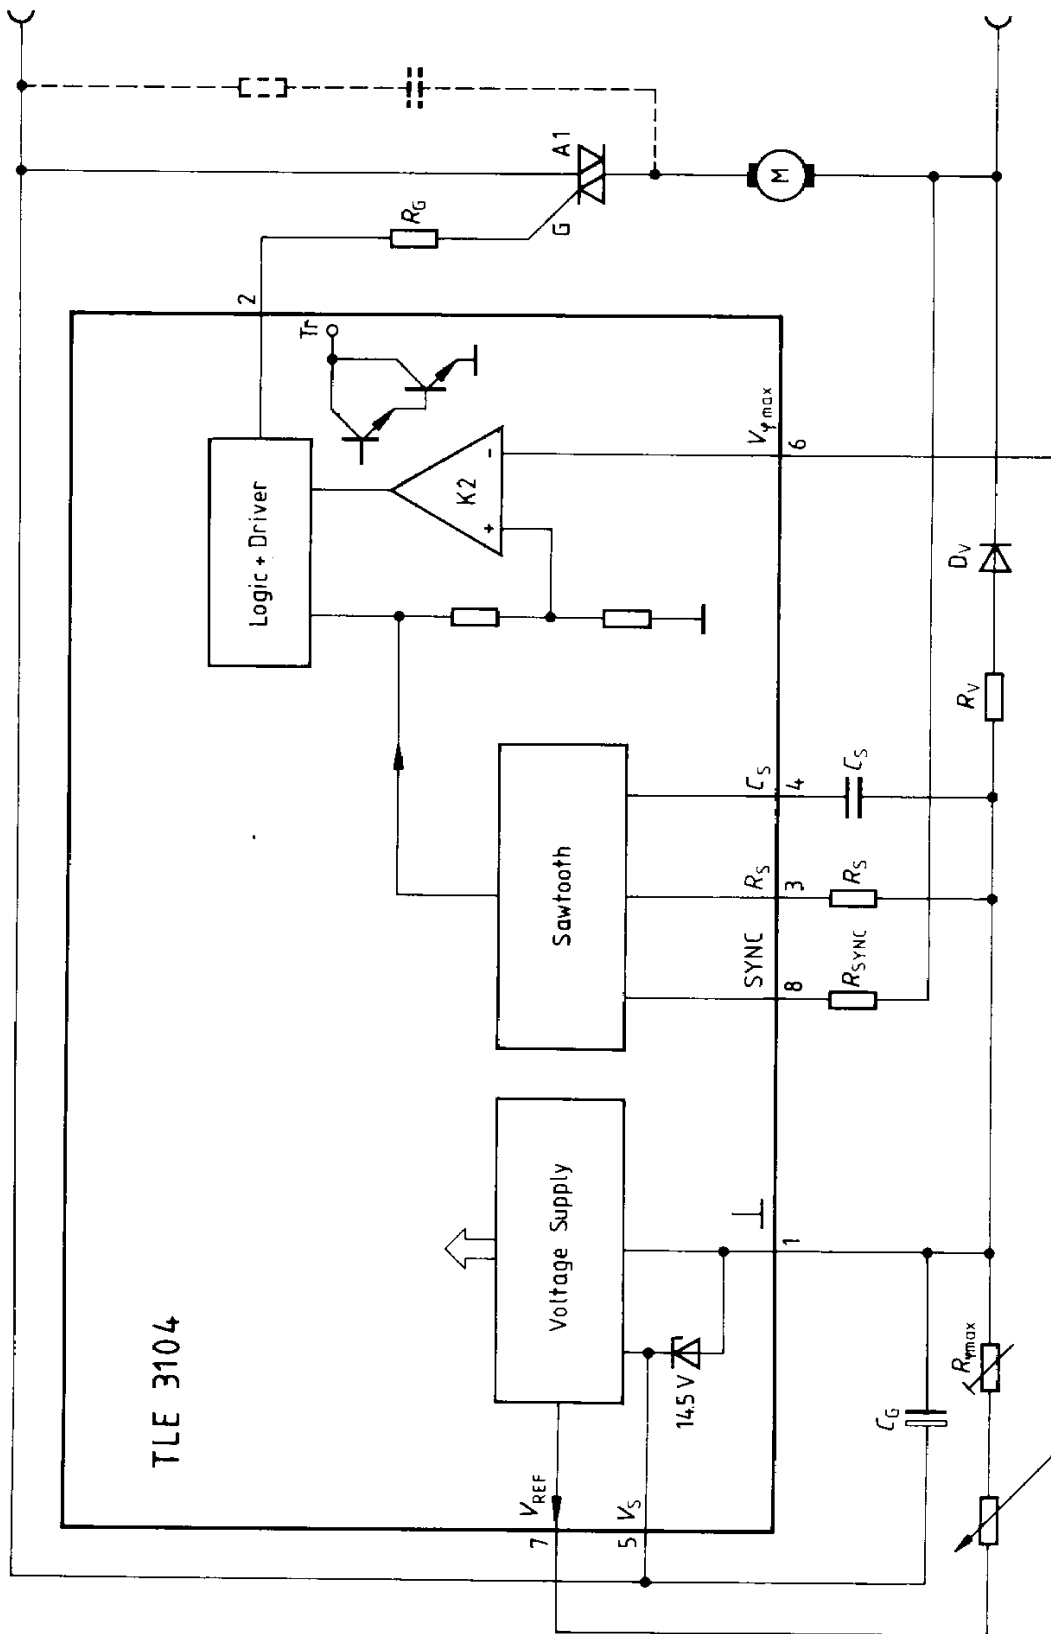 TLE 3104
Voltage Supply
14.5 V
V_REF
7
V_S
5
1
Sawtooth
SYNC
8
R_SYNC
R_S
3
R_S
C_S
4
C_S
Logic + Driver
K2
+
-
Tr
2
R_G
G
A1
M
V_φmax
6
D_V
R_V
C_G
R_φmax